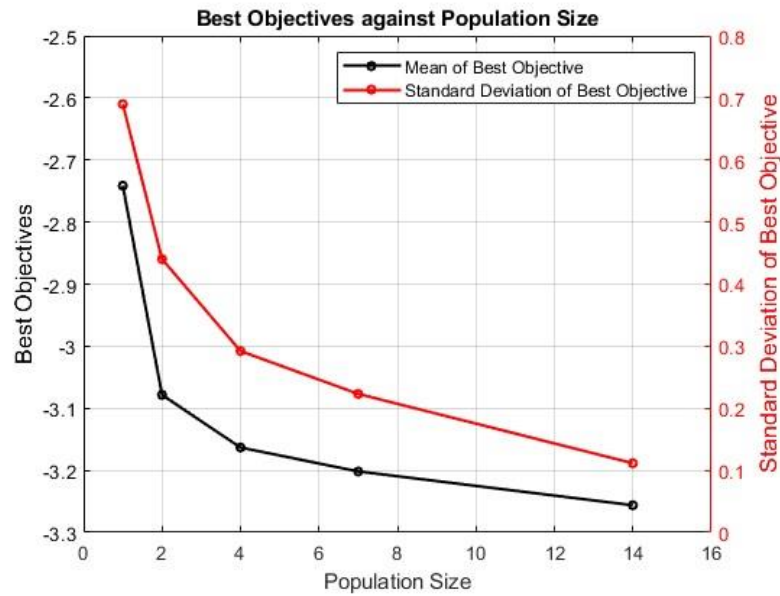 Best Objectives against Population Size
Mean of Best Objective
Standard Deviation of Best Objective
-2.5
-2.6
-2.7
-2.8
-2.9
-3
-3.1
-3.2
-3.3
Best Objectives
0.8
0.7
0.6
0.5
0.4
0.3
0.2
0.1
0
Standard Deviation of Best Objective
0 2 4 6 8 10 12 14 16
Population Size